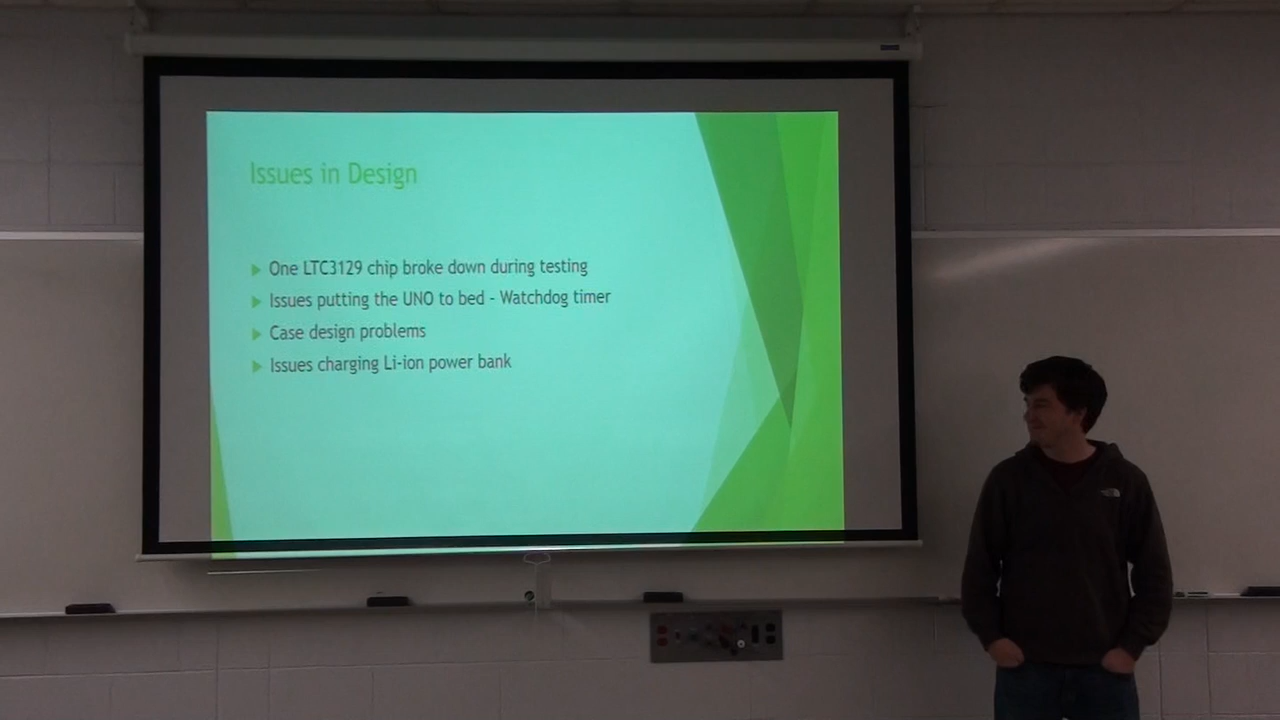 Issues in Design
One LTC3129 chip broke down during testing
Issues putting the UNO to bed - Watchdog timer
Case design problems
Issues charging Li-ion power bank